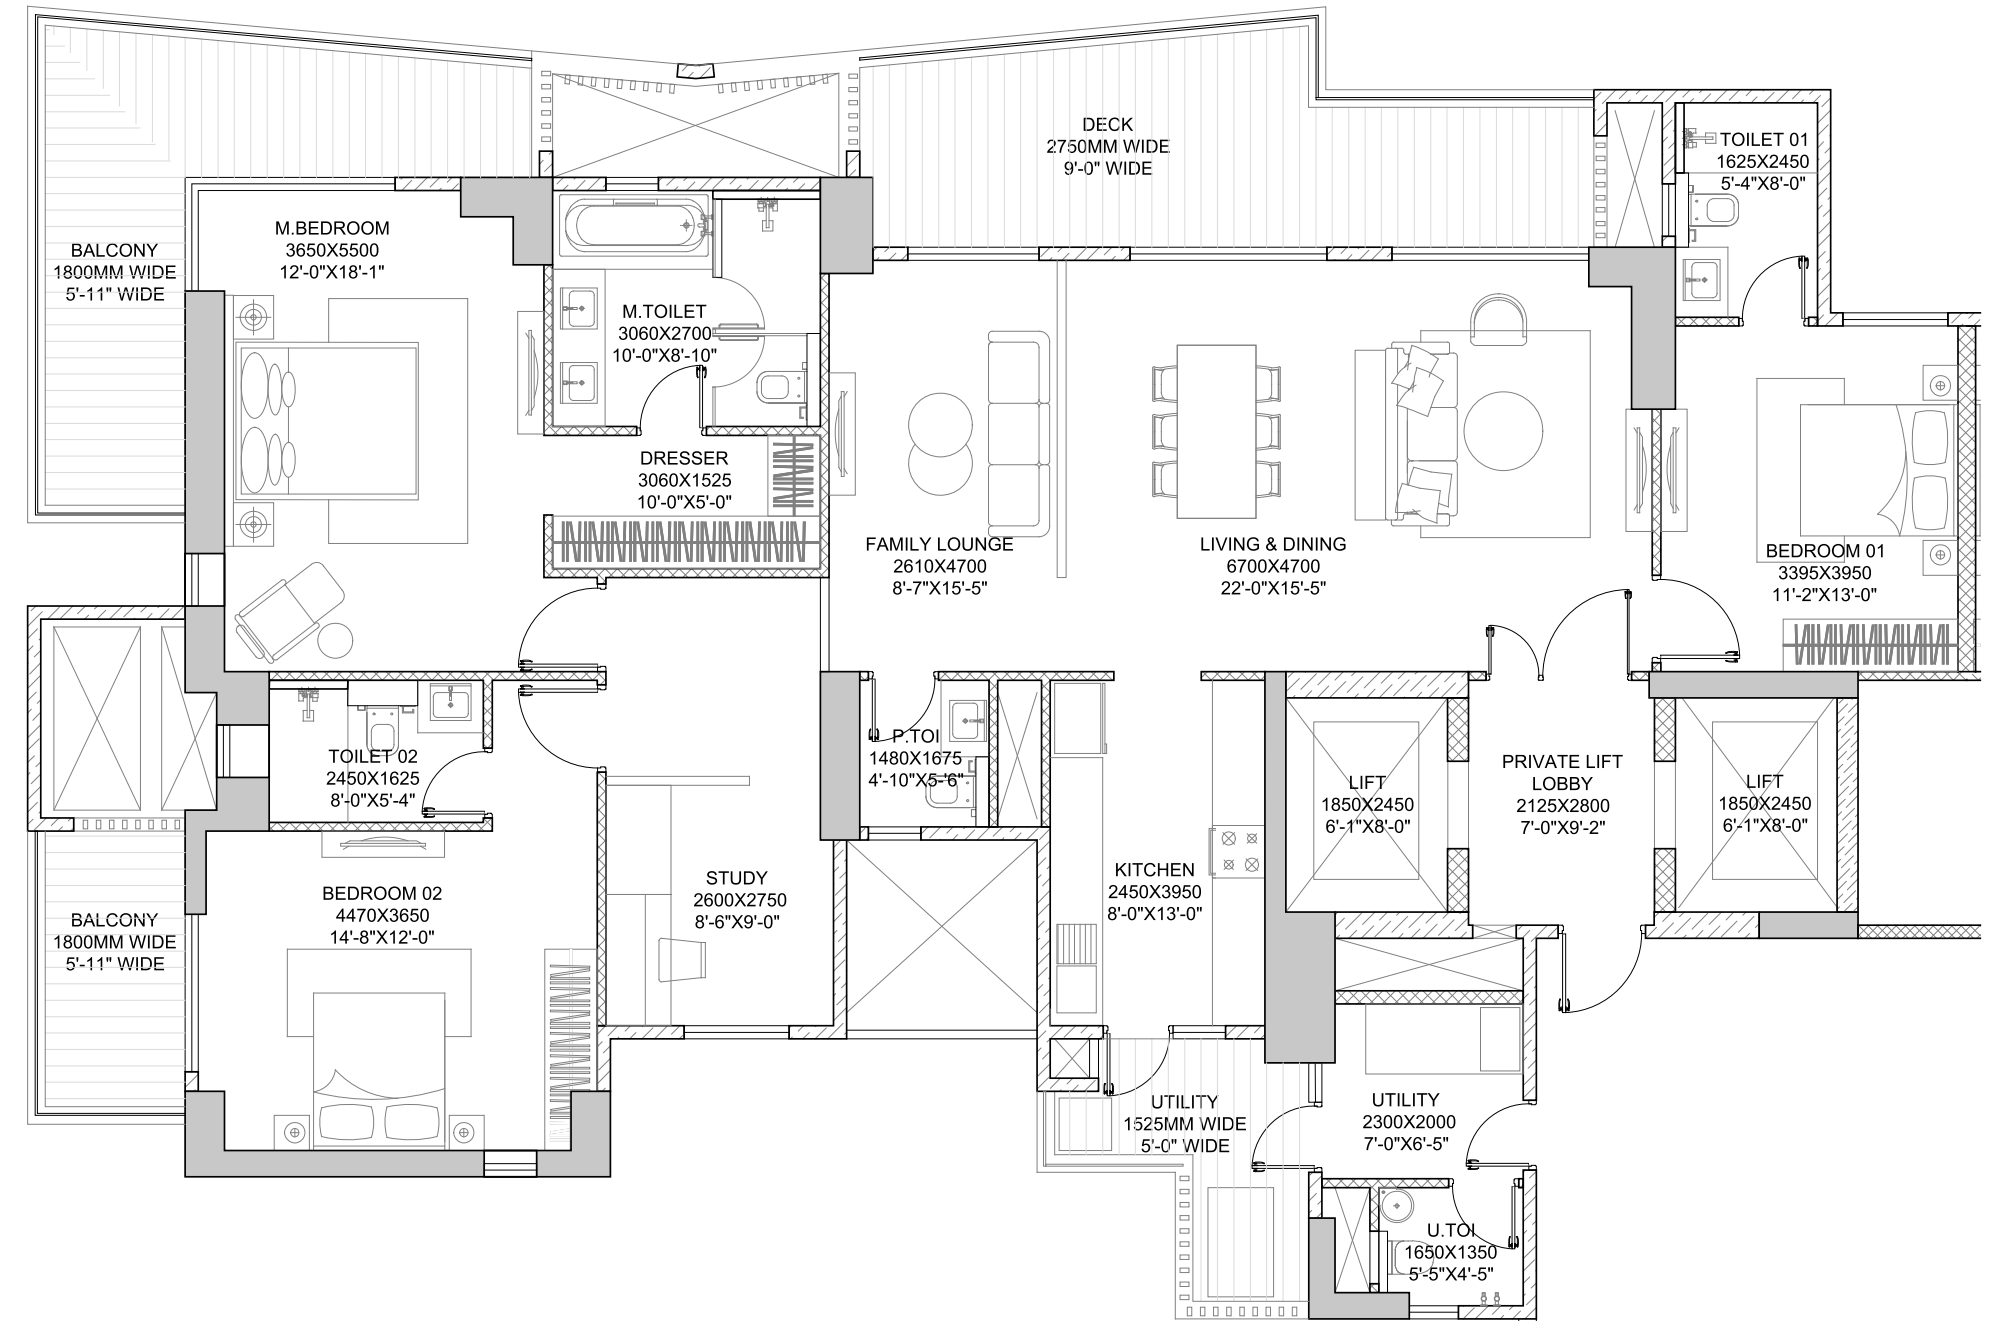 DECK
2750MM WIDE
9'-0" WIDE
TOILET 01
1625X2450
5'-4"X8'-0"
BALCONY
1800MM WIDE
5'-11" WIDE
M.BEDROOM
3650X5500
12'-0"X18'-1"
M.TOILET
3060X2700
10'-0"X8'-10"
DRESSER
3060X1525
10'-0"X5'-0"
FAMILY LOUNGE
2610X4700
8'-7"X15'-5"
LIVING & DINING
6700X4700
22'-0"X15'-5"
BEDROOM 01
3395X3950
11'-2"X13'-0"
TOILET 02
2450X1625
8'-0"X5'-4"
P.TOI
1480X1675
4'-10"X5-'6"
LIFT
1850X2450
6'-1"X8'-0"
PRIVATE LIFT
LOBBY
2125X2800
7'-0"X9'-2"
LIFT
1850X2450
6'-1"X8'-0"
BALCONY
1800MM WIDE
5'-11" WIDE
BEDROOM 02
4470X3650
14'-8"X12'-0"
STUDY
2600X2750
8'-6"X9'-0"
KITCHEN
2450X3950
8'-0"X13'-0"
UTILITY
1525MM WIDE
5'-0" WIDE
UTILITY
2300X2000
7'-0"X6'-5"
U.TOI
1650X1350
5'-5"X4'-5"